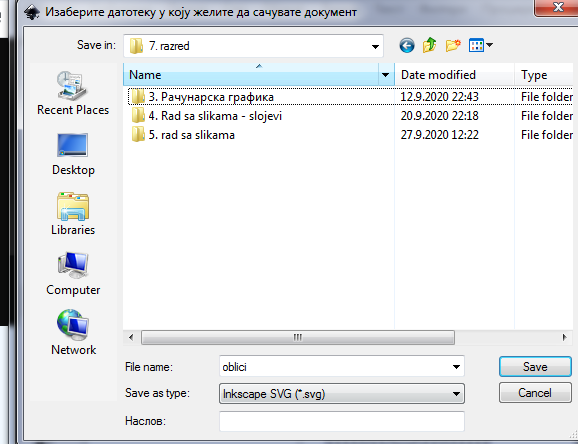 Изаберите датотеку у коју желите да сачувате документ
Save in: 7. razred
Name Date modified Type
3. Рачунарска графика 12.9.2020 22:43 File folder
4. Rad sa slikama - slojevi 20.9.2020 22:18 File folder
5. rad sa slikama 27.9.2020 12:22 File folder
Recent Places
Desktop
Libraries
Computer
Network
File name: oblici Save
Save as type: Inkscape SVG (*.svg) Cancel
Наслов: